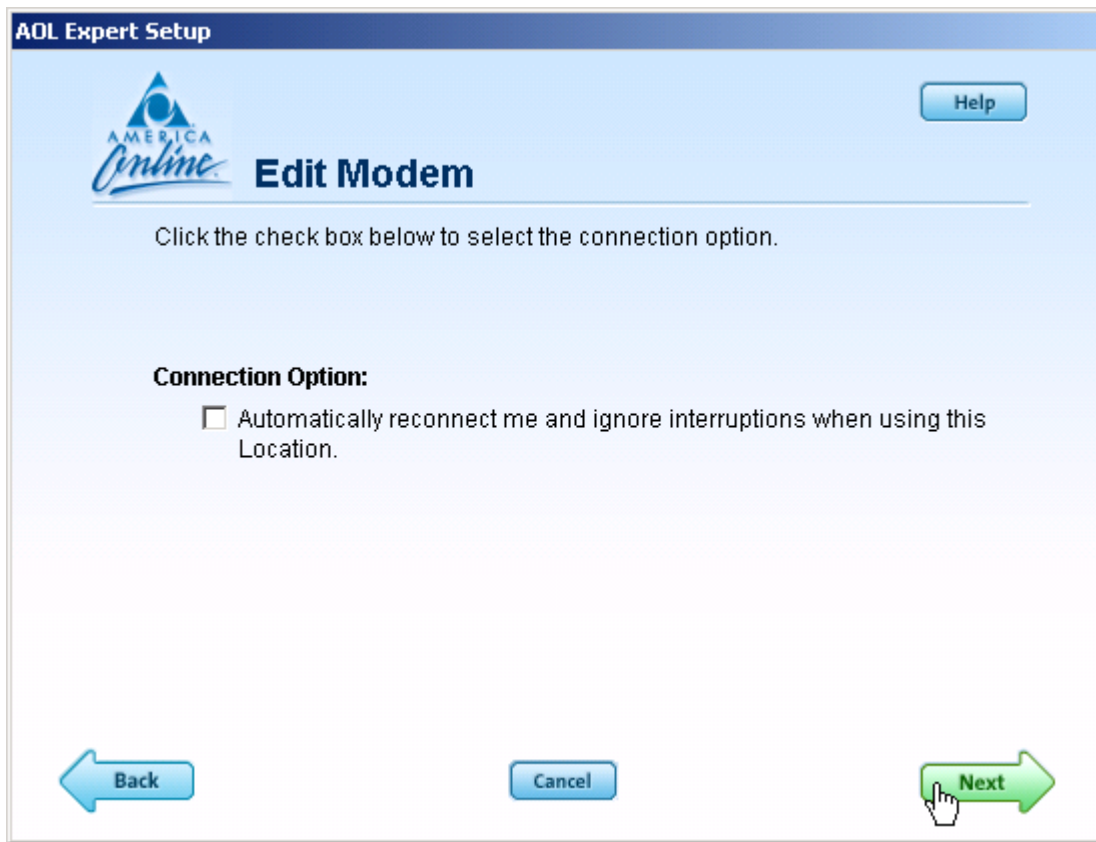 AOL Expert Setup
Help
AMERICA
Online.
Edit Modem
Click the check box below to select the connection option.
Connection Option:
Automatically reconnect me and ignore interruptions when using this
Location.
Back
Cancel
Next